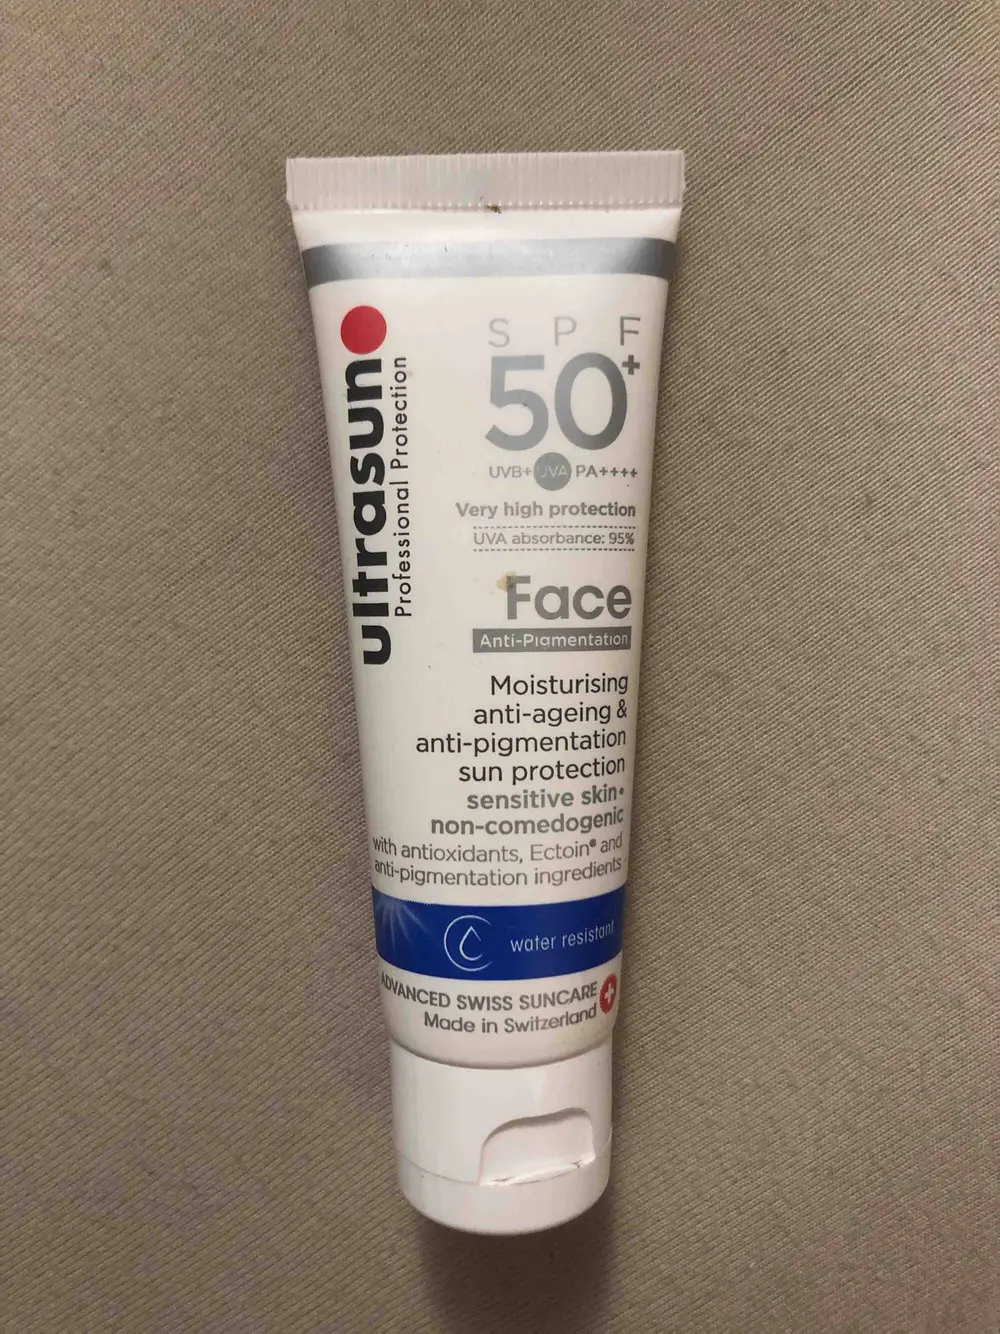 ultrasun
Professional Protection
SPF
50+
UVB+ UVA PA++++
Very high protection
UVA absorbance: 95%
Face
Anti-Pigmentation
Moisturising
anti-ageing &
anti-pigmentation
sun protection
sensitive skin•
non-comedogenic
with antioxidants, Ectoin® and
anti-pigmentation ingredients
water resistant
ADVANCED SWISS SUNCARE
Made in Switzerland